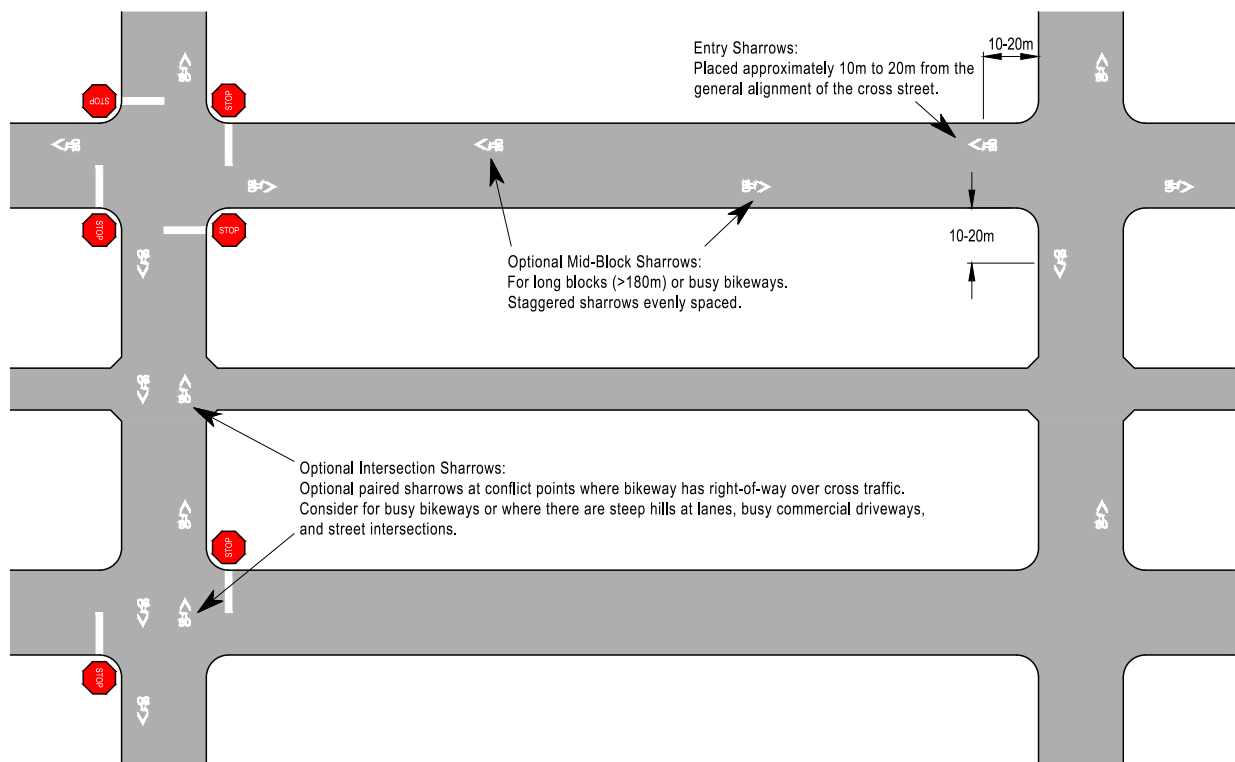 Entry Sharrows:
Placed approximately 10m to 20m from the
general alignment of the cross street.
10-20m
STOP
STOP
STOP
STOP
10-20m
Optional Mid-Block Sharrows:
For long blocks (>180m) or busy bikeways.
Staggered sharrows evenly spaced.
Optional Intersection Sharrows:
Optional paired sharrows at conflict points where bikeway has right-of-way over cross traffic.
Consider for busy bikeways or where there are steep hills at lanes, busy commercial driveways,
and street intersections.
STOP
STOP